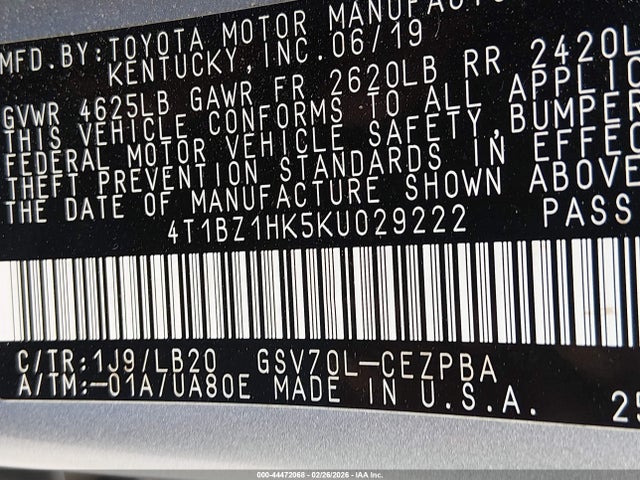 MFD. BY: TOYOTA MOTOR
KENTUCKY, INC. 06/19
GVWR 4625LB GAWR FR 2620LB RR 2420L
THIS VEHICLE CONFORMS TO ALL APPLIC
FEDERAL MOTOR VEHICLE SAFETY, BUMPER
THEFT PREVENTION STANDARDS IN EFFEC
THE DATE OF MANUFACTURE SHOWN ABOVE
4T1BZ1HK5KU029222 PASS
C/TR: 1J9/LB20 GSV70L-CEZPBA
A/TM:-01A/UA80E MADE IN U.S.A. 25
000-44472068 - 02/26/2026 - IAA Inc.